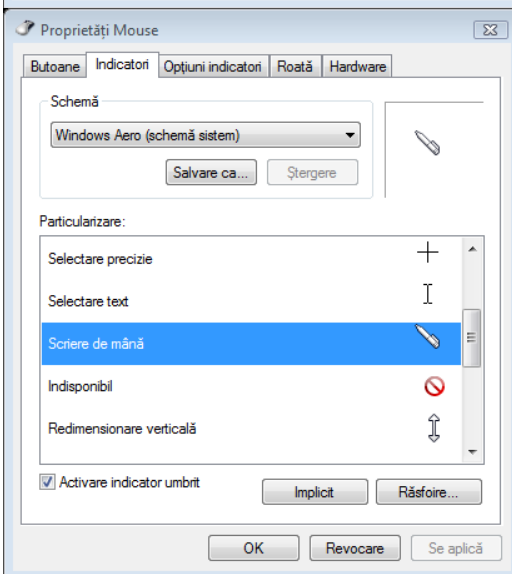 Proprietăți Mouse
Butoane Indicatori Opțiuni indicatori Roată Hardware
Schemă
Windows Aero (schemă sistem)
Salvare ca... Ștergere
Particularizare:
Selectare precizie
Selectare text
Scriere de mână
Indisponibil
Redimensionare verticală
Activare indicator umbrit
Implicit Răsfoire...
OK Revocare Se aplică